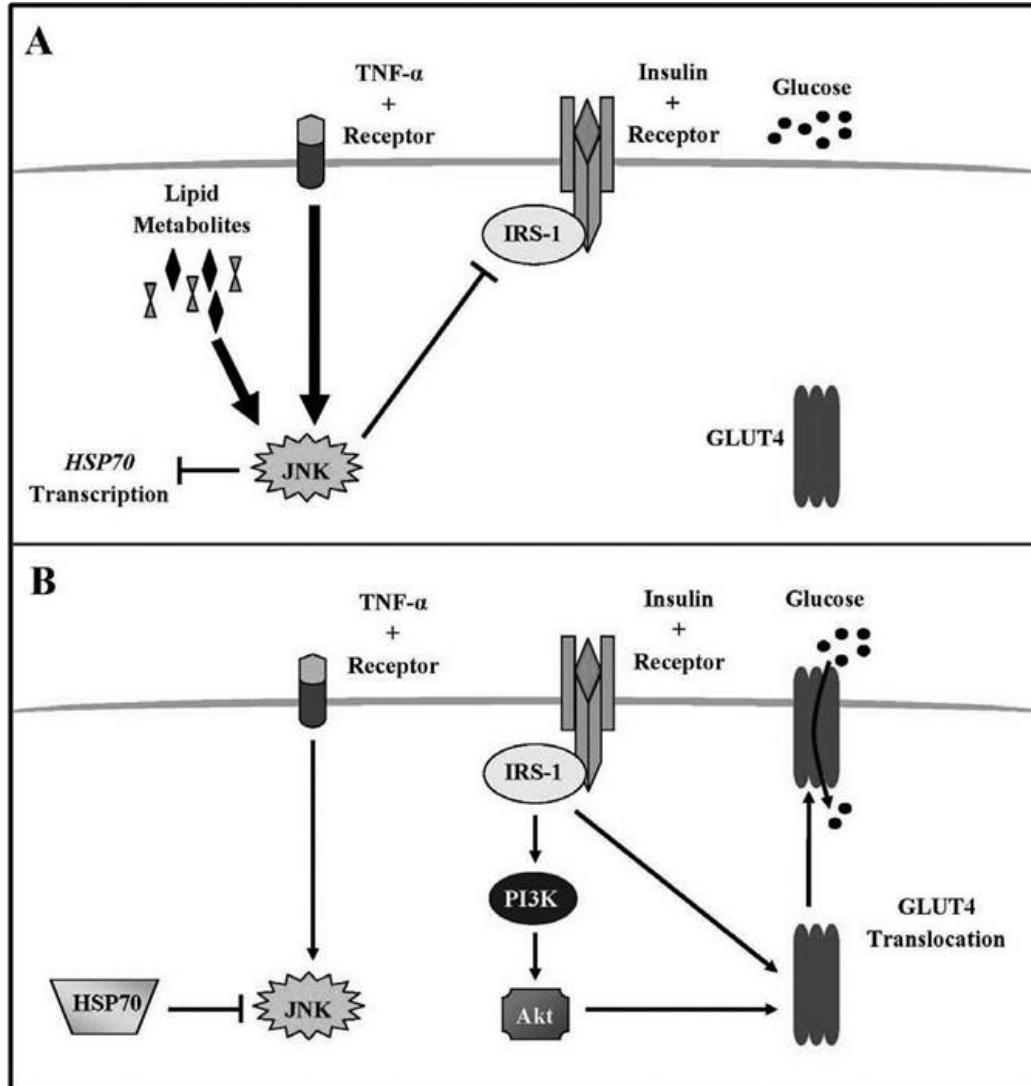 A
TNF-α
+
Receptor
Insulin
+
Receptor
Glucose
Lipid
Metabolites
IRS-1
GLUT4
HSP70
Transcription
JNK
B
TNF-α
+
Receptor
Insulin
+
Receptor
Glucose
IRS-1
PI3K
GLUT4
Translocation
HSP70
JNK
Akt